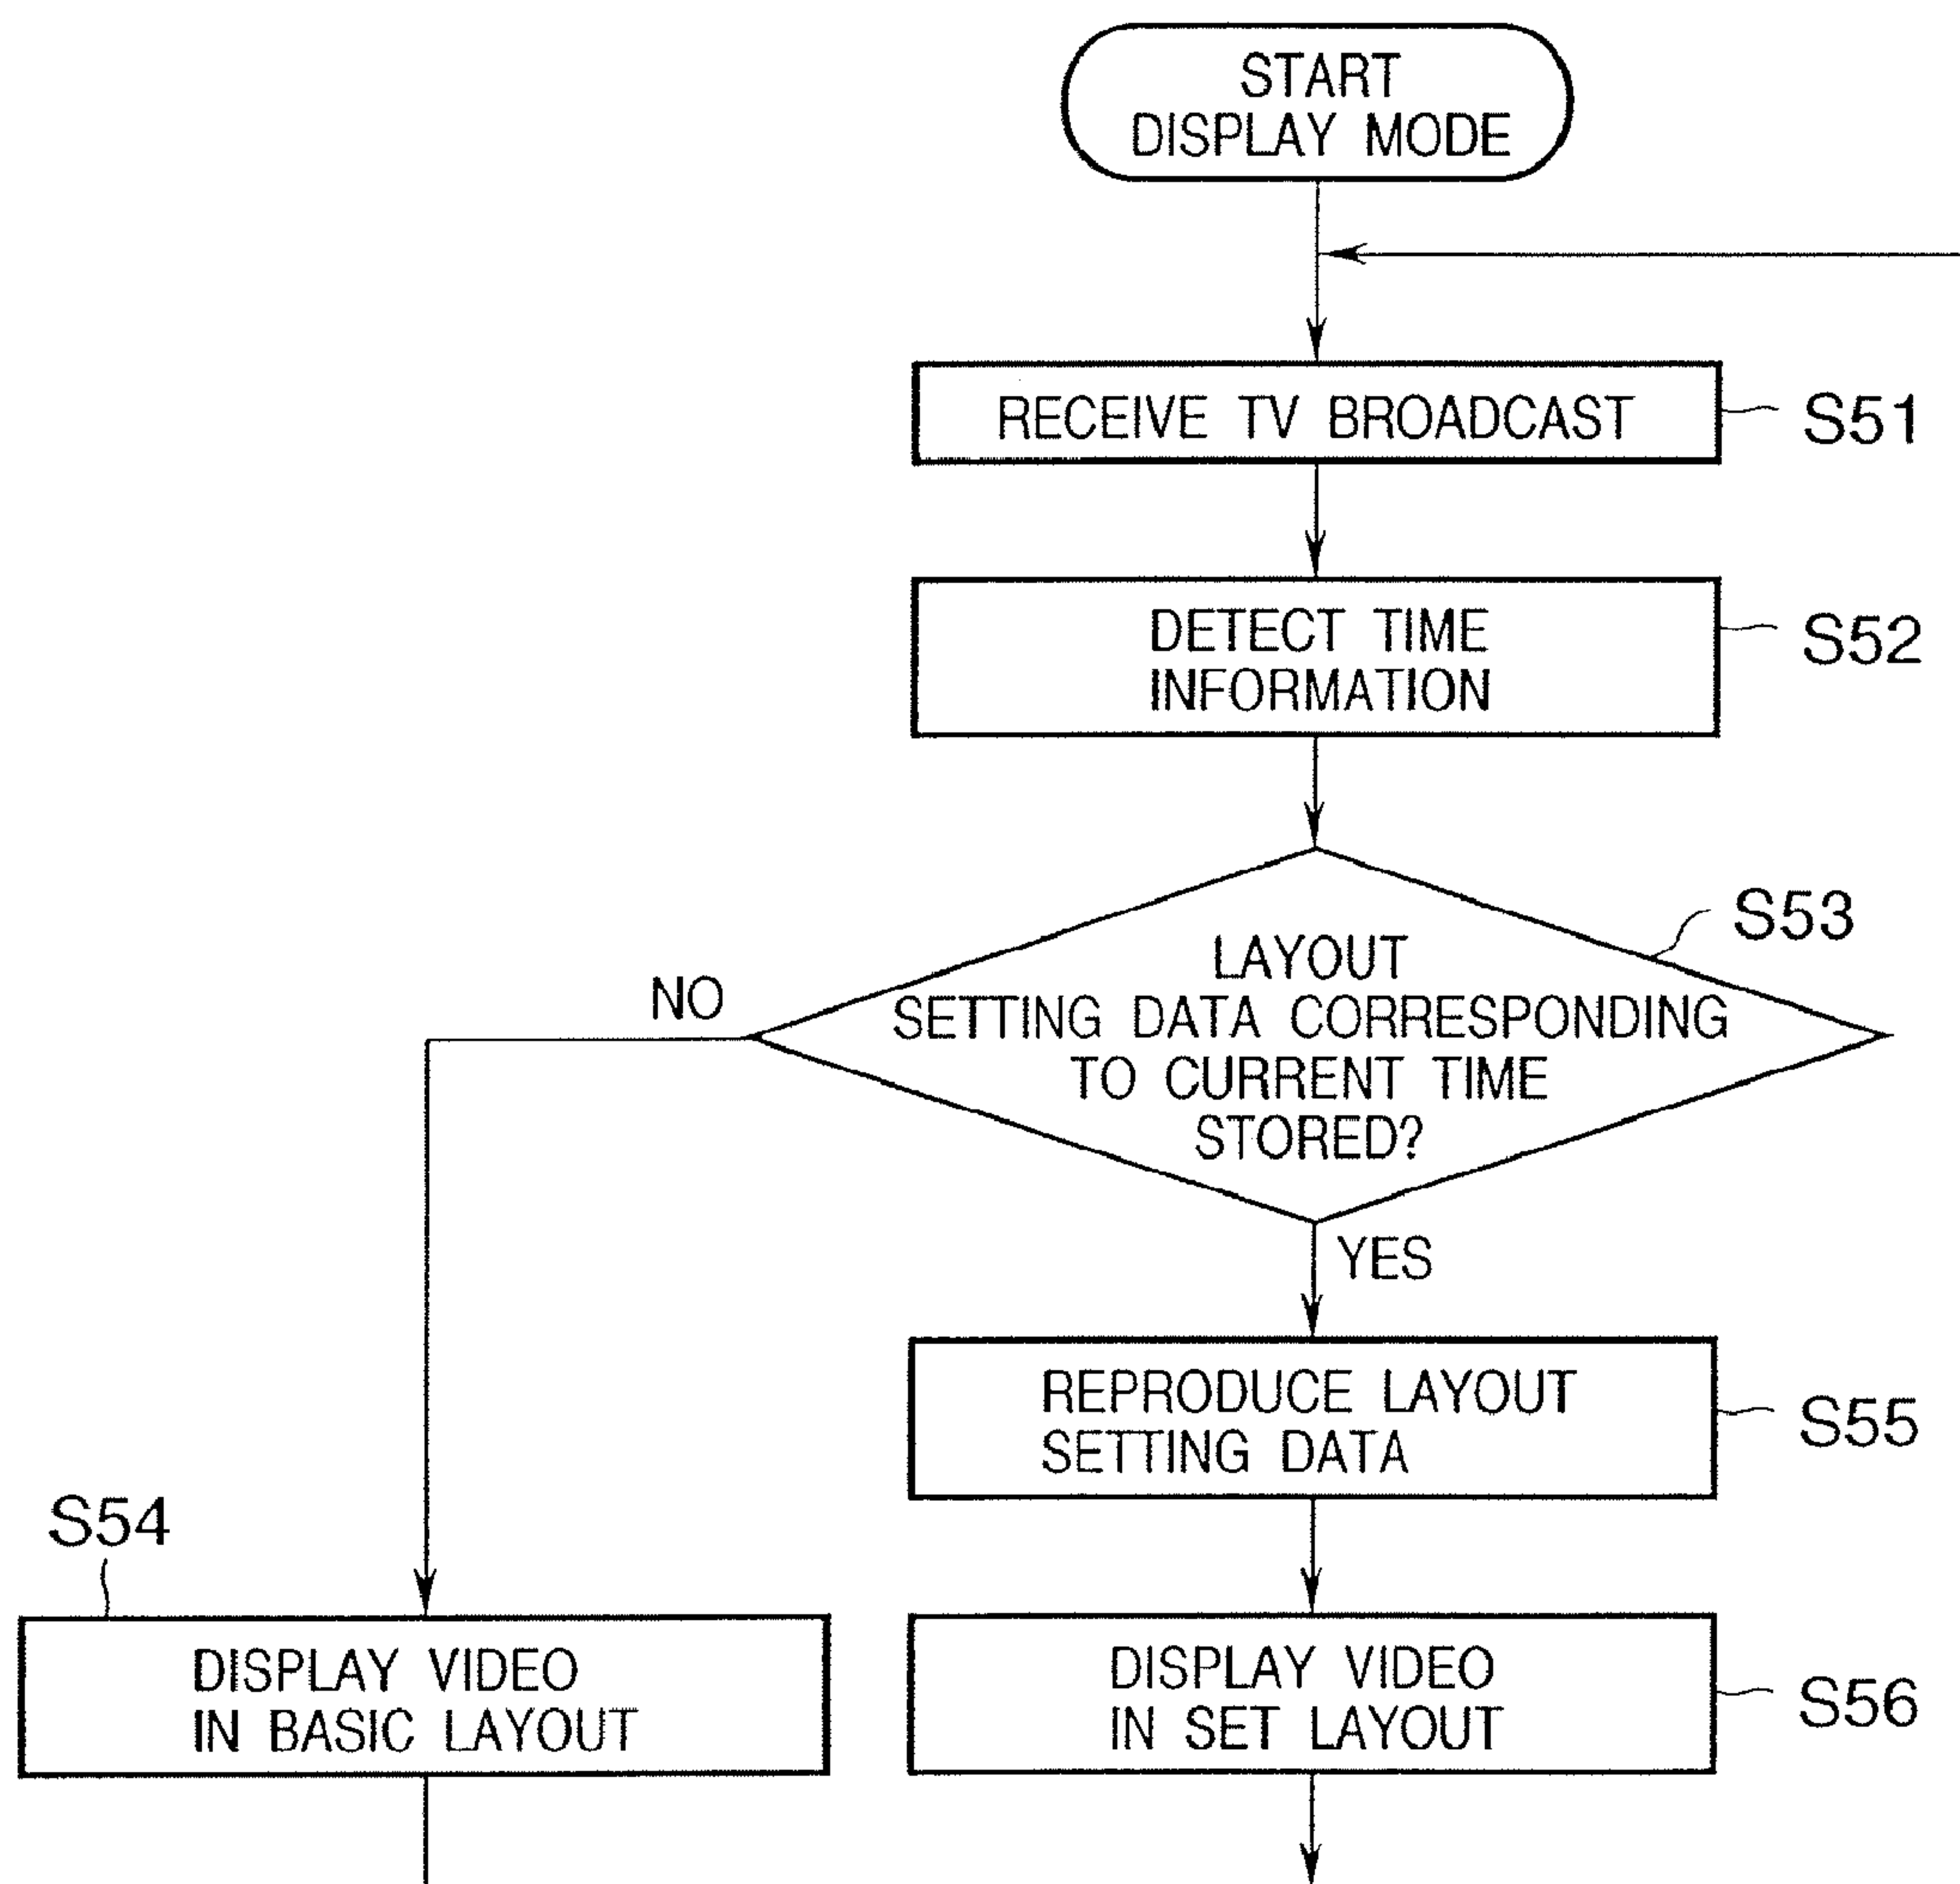 START
DISPLAY MODE
RECEIVE TV BROADCAST
S51
DETECT TIME
INFORMATION
S52
S53
LAYOUT
SETTING DATA CORRESPONDING
TO CURRENT TIME
STORED?
NO
YES
REPRODUCE LAYOUT
SETTING DATA
S55
S54
DISPLAY VIDEO
IN BASIC LAYOUT
DISPLAY VIDEO
IN SET LAYOUT
S56